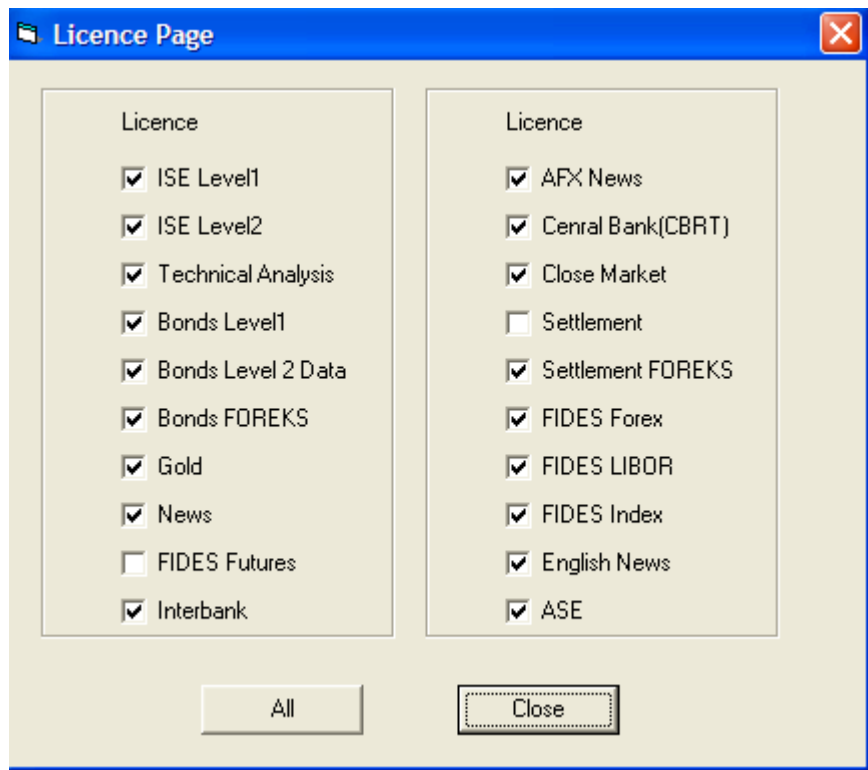 Licence Page
Licence
ISE Level1
ISE Level2
Technical Analysis
Bonds Level1
Bonds Level 2 Data
Bonds FOREKS
Gold
News
FIDES Futures
Interbank
Licence
AFX News
Cenral Bank(CBRT)
Close Market
Settlement
Settlement FOREKS
FIDES Forex
FIDES LIBOR
FIDES Index
English News
ASE
All
Close